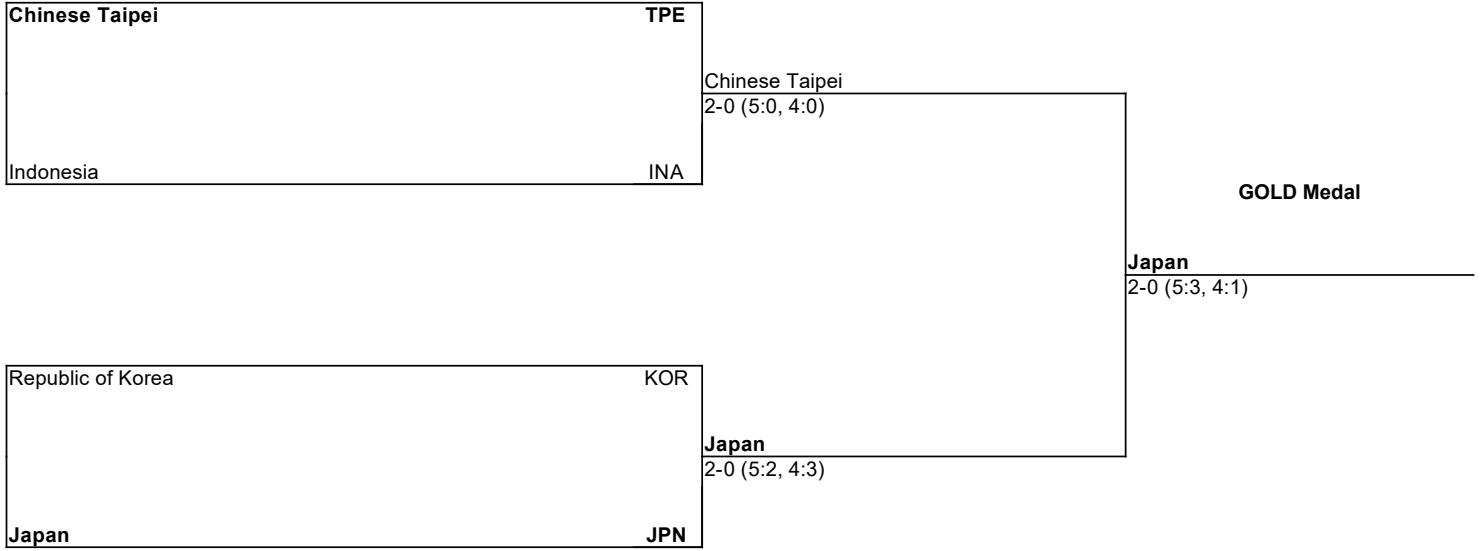 Chinese Taipei TPE
Chinese Taipei
2-0 (5:0, 4:0)
Indonesia INA
GOLD Medal
Japan
2-0 (5:3, 4:1)
Republic of Korea KOR
Japan
2-0 (5:2, 4:3)
Japan JPN